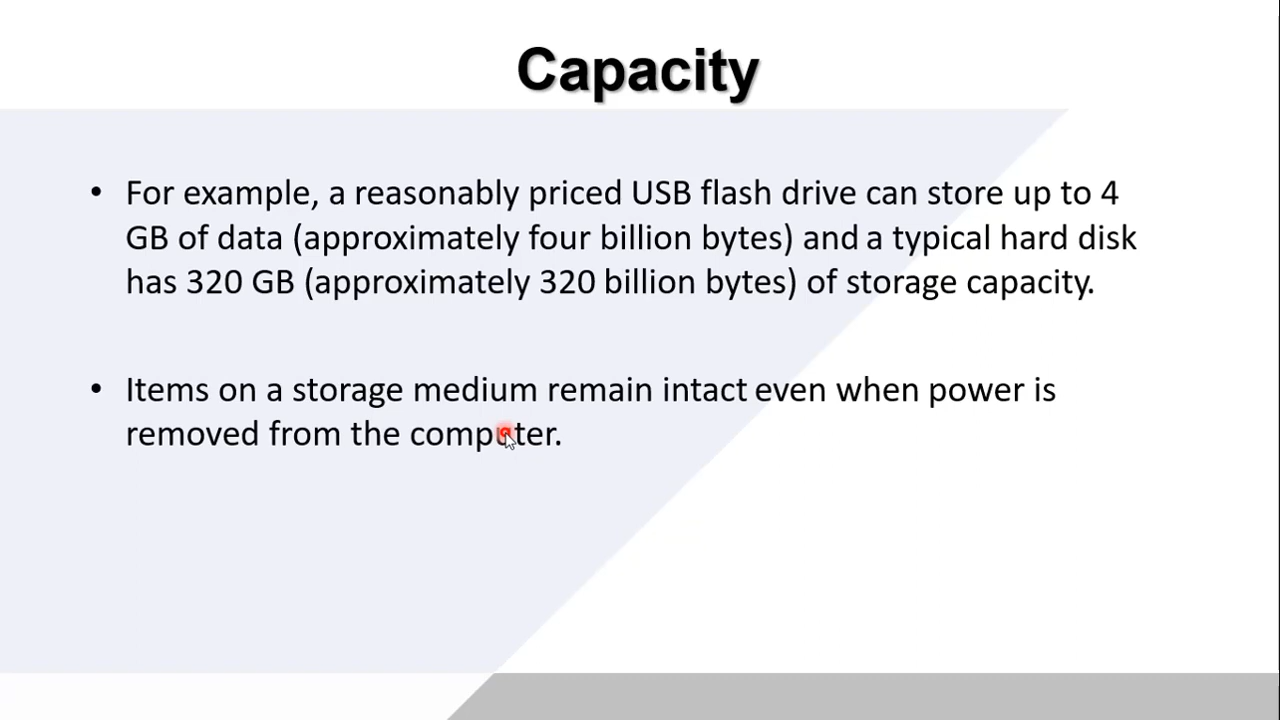 Capacity
• For example, a reasonably priced USB flash drive can store up to 4
GB of data (approximately four billion bytes) and a typical hard disk
has 320 GB (approximately 320 billion bytes) of storage capacity.
• Items on a storage medium remain intact even when power is
removed from the computer.